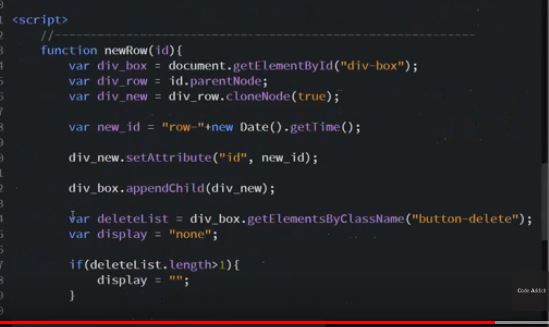 <script>
//------------------------------------------------------------
function newRow(id){
var div_box = document.getElementById("div-box");
var div_row = id.parentNode;
var div_new = div_row.cloneNode(true);
var new_id = "row-"+new Date().getTime();
div_new.setAttribute("id", new_id);
div_box.appendChild(div_new);
var deleteList = div_box.getElementsByClassName("button-delete");
var display = "none";
if(deleteList.length>1){
display = "";
}
Code Addict